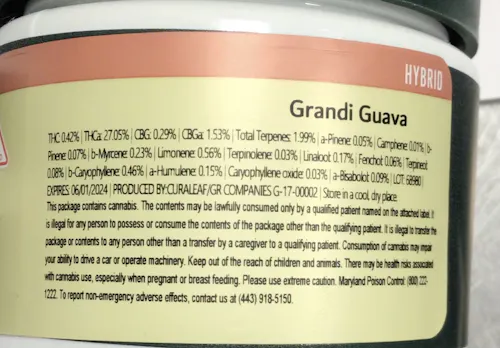 HYBRID
Grandi Guava
THC: 0.42% | THCa: 27.05% | CBG: 0.29% | CBGa: 1.53% | Total Terpenes: 1.99% | a-Pinene: 0.05% | Camphene: 0.01% | b-
Pinene: 0.07% | b-Myrcene: 0.23% | Limonene: 0.56% | Terpinolene: 0.03% | Linalool: 0.17% | Fenchol: 0.06% | Terpineol:
0.08% | b-Caryophyllene: 0.46% | a-Humulene: 0.15% | Caryophyllene oxide: 0.03% | a-Bisabolol: 0.09% | LOT: 68980 |
EXPIRES: 06/01/2024 | PRODUCED BY:CURALEAF/GR COMPANIES G-17-00002 | Store in a cool, dry place.
This package contains cannabis. The contents may be lawfully consumed only by a qualified patient named on the attached label. It
is illegal for any person to possess or consume the contents of the package other than the qualifying patient. It is illegal to transfer the
package or contents to any person other than a transfer by a caregiver to a qualifying patient. Consumption of cannabis may impair
your ability to drive a car or operate machinery. Keep out of the reach of children and animals. There may be health risks associated
with cannabis use, especially when pregnant or breast feeding. Please use extreme caution. Maryland Poison Control: (800) 222-
1222. To report non-emergency adverse effects, contact us at (443) 918-5150.